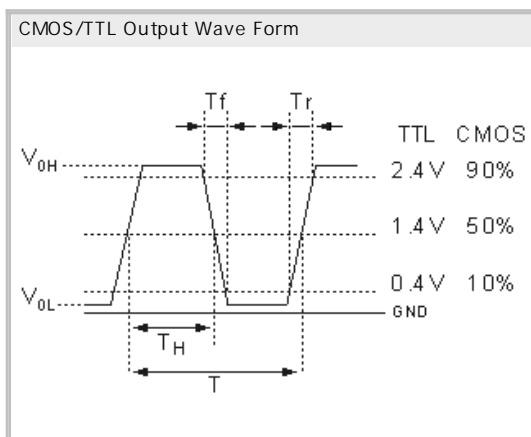 CMOS/TTL Output Wave Form
Tf Tr
TTL CMOS
V0H 2.4V 90%
1.4V 50%
0.4V 10%
V0L GND
TH
T